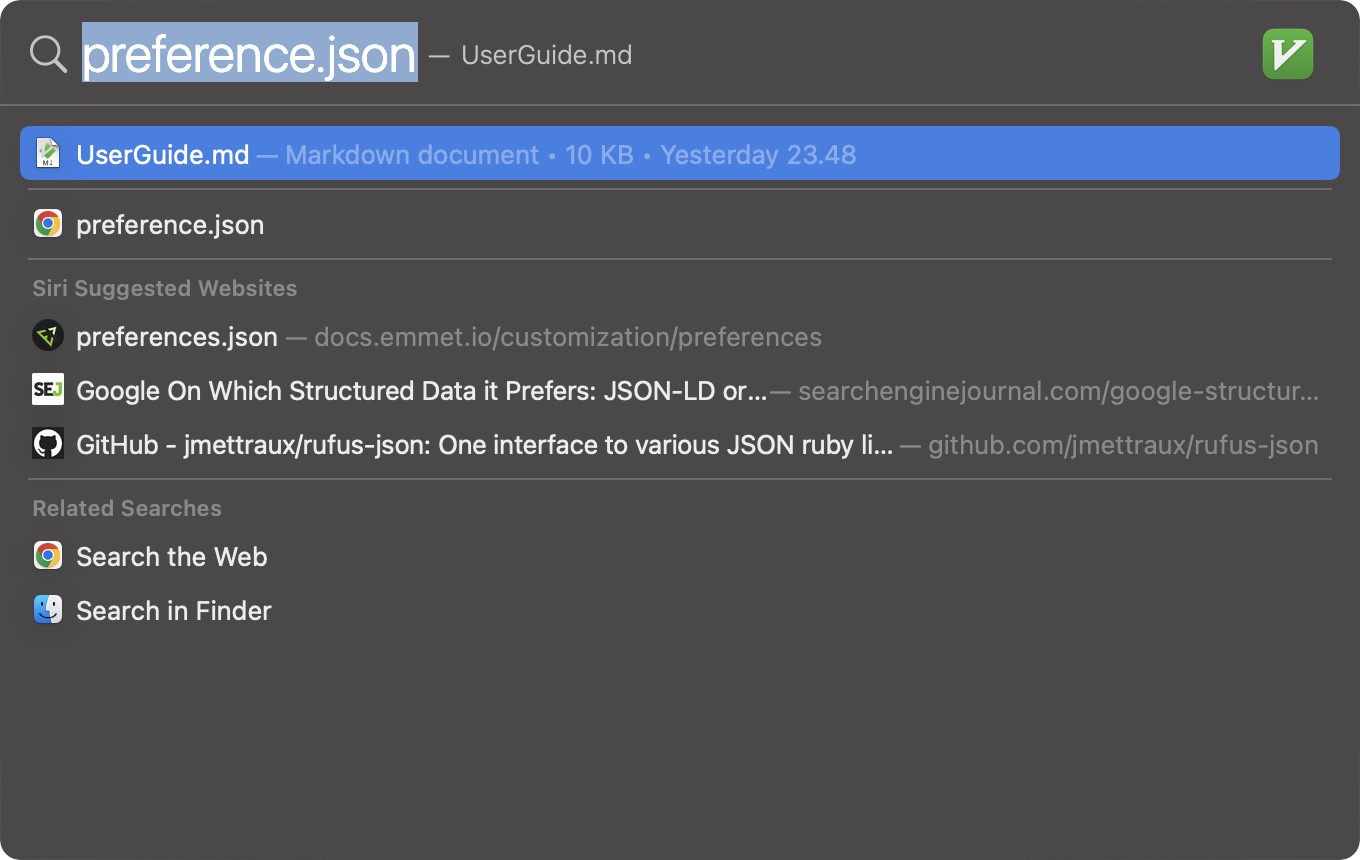 preference.json — UserGuide.md
UserGuide.md — Markdown document • 10 KB • Yesterday 23.48
preference.json
Siri Suggested Websites
preferences.json — docs.emmet.io/customization/preferences
SEJ Google On Which Structured Data it Prefers: JSON-LD or... — searchenginejournal.com/google-structur...
GitHub - jmettraux/rufus-json: One interface to various JSON ruby li... — github.com/jmettraux/rufus-json
Related Searches
Search the Web
Search in Finder